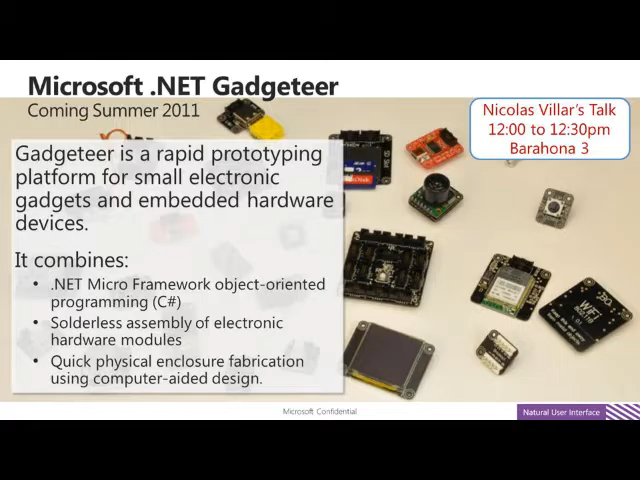 Microsoft .NET Gadgeteer
Coming Summer 2011
Nicolas Villar's Talk
12:00 to 12:30pm
Barahona 3
Gadgeteer is a rapid prototyping
platform for small electronic
gadgets and embedded hardware
devices.
It combines:
• .NET Micro Framework object-oriented
programming (C#)
• Solderless assembly of electronic
hardware modules
• Quick physical enclosure fabrication
using computer-aided design.
WiFi
Microsoft Confidential
Natural User Interface